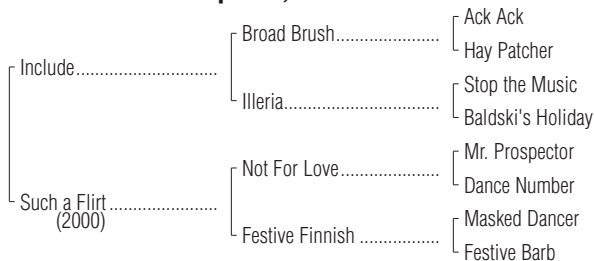 Ack Ack
Broad Brush....................
Hay Patcher
Include.............................
Stop the Music
Illeria................................
Baldski's Holiday
Mr. Prospector
Not For Love....................
Dance Number
Such a Flirt ......................
(2000)
Masked Dancer
Festive Finnish ................
Festive Barb